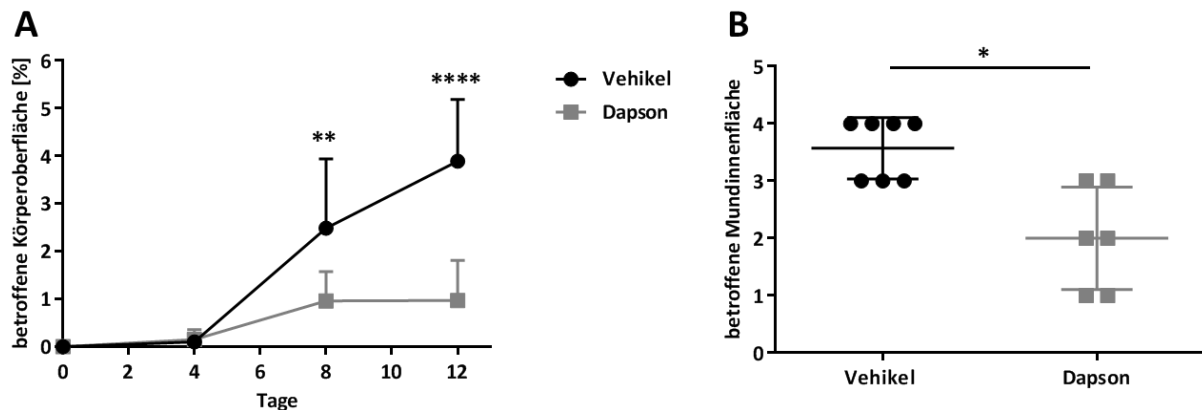 A
betroffene Körperoberfläche [%]
6
5
4
3
2
1
0
0 2 4 6 8 10 12
Tage
**
****
Vehikel
Dapson
B
betroffene Mundinnenfläche
5
4
3
2
1
0
*
Vehikel Dapson